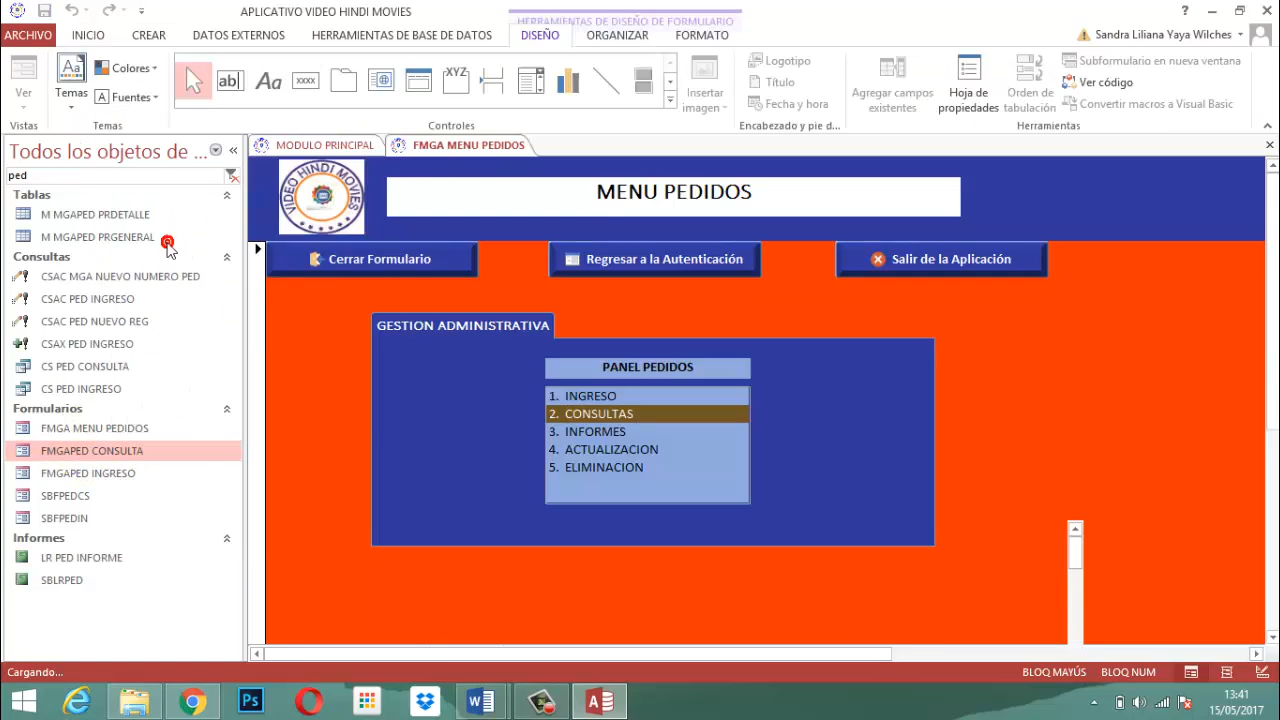 APLICATIVO VIDEO HINDI MOVIES
HERRAMIENTAS DE DISEÑO DE FORMULARIO
?
ARCHIVO INICIO CREAR DATOS EXTERNOS HERRAMIENTAS DE BASE DE DATOS DISEÑO ORGANIZAR FORMATO
Sandra Liliana Yaya Wilches
Ver
Temas
Colores
Fuentes
ab|
Aa
xxxx
XYZ
Insertar imagen
Logotipo
Título
Fecha y hora
Agregar campos existentes
Hoja de propiedades
Orden de tabulación
Subformulario en nueva ventana
Ver código
Convertir macros a Visual Basic
Vistas Temas Controles Encabezado y pie d... Herramientas
Todos los objetos de ...
ped
Tablas
M MGAPED PRDETALLE
M MGAPED PRGENERAL
Consultas
CSAC MGA NUEVO NUMERO PED
CSAC PED INGRESO
CSAC PED NUEVO REG
CSAX PED INGRESO
CS PED CONSULTA
CS PED INGRESO
Formularios
FMGA MENU PEDIDOS
FMGAPED CONSULTA
FMGAPED INGRESO
SBFPEDCS
SBFPEDIN
Informes
LR PED INFORME
SBLRPED
MODULO PRINCIPAL FMGA MENU PEDIDOS
VIDEO HINDI MOVIES
MENU PEDIDOS
Cerrar Formulario Regresar a la Autenticación Salir de la Aplicación
GESTION ADMINISTRATIVA
PANEL PEDIDOS
1. INGRESO
2. CONSULTAS
3. INFORMES
4. ACTUALIZACION
5. ELIMINACION
Cargando... BLOQ MAYÚS BLOQ NUM
13:41
15/05/2017